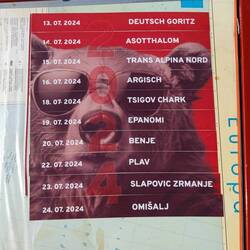 13. 07. 2024 DEUTSCH GORITZ
14. 07. 2024 ASOTTHALOM
15. 07. 2024 TRANS ALPINA NORD
16. 07. 2024 ARGISCH
18. 07. 2024 TSIGOV CHARK
19. 07. 2024 EPANOMI
20. 07. 2024 BENJE
22. 07. 2024 PLAV
23. 07. 2024 SLAPOVIC ZRMANJE
24. 07. 2024 OMIŠALJ
2024